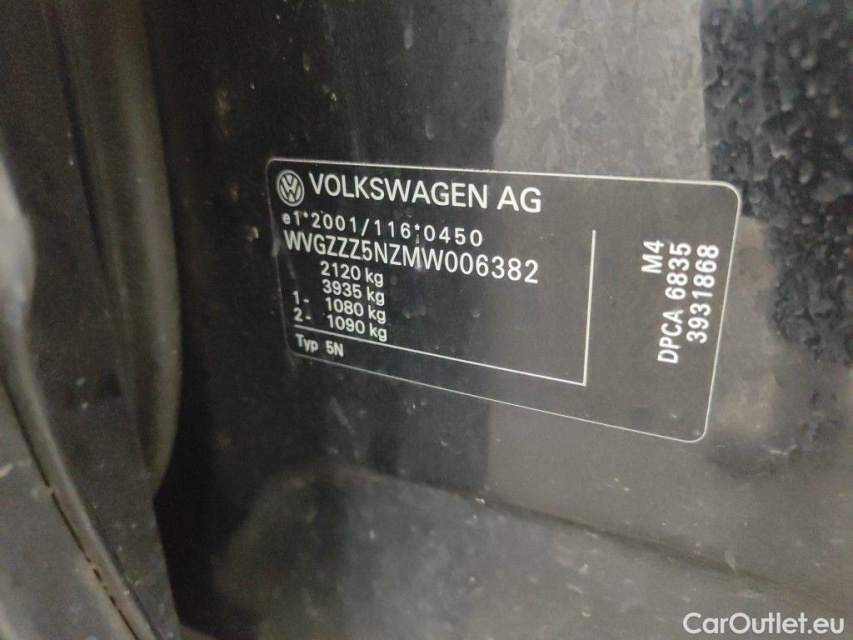 VOLKSWAGEN AG
e1*2001/116*0450
WVGZZZ5NZMW006382
2120 kg
3935 kg
1- 1080 kg
2- 1090 kg
Typ 5N
M4
DPCA 6835
3931868
CarOutlet.eu